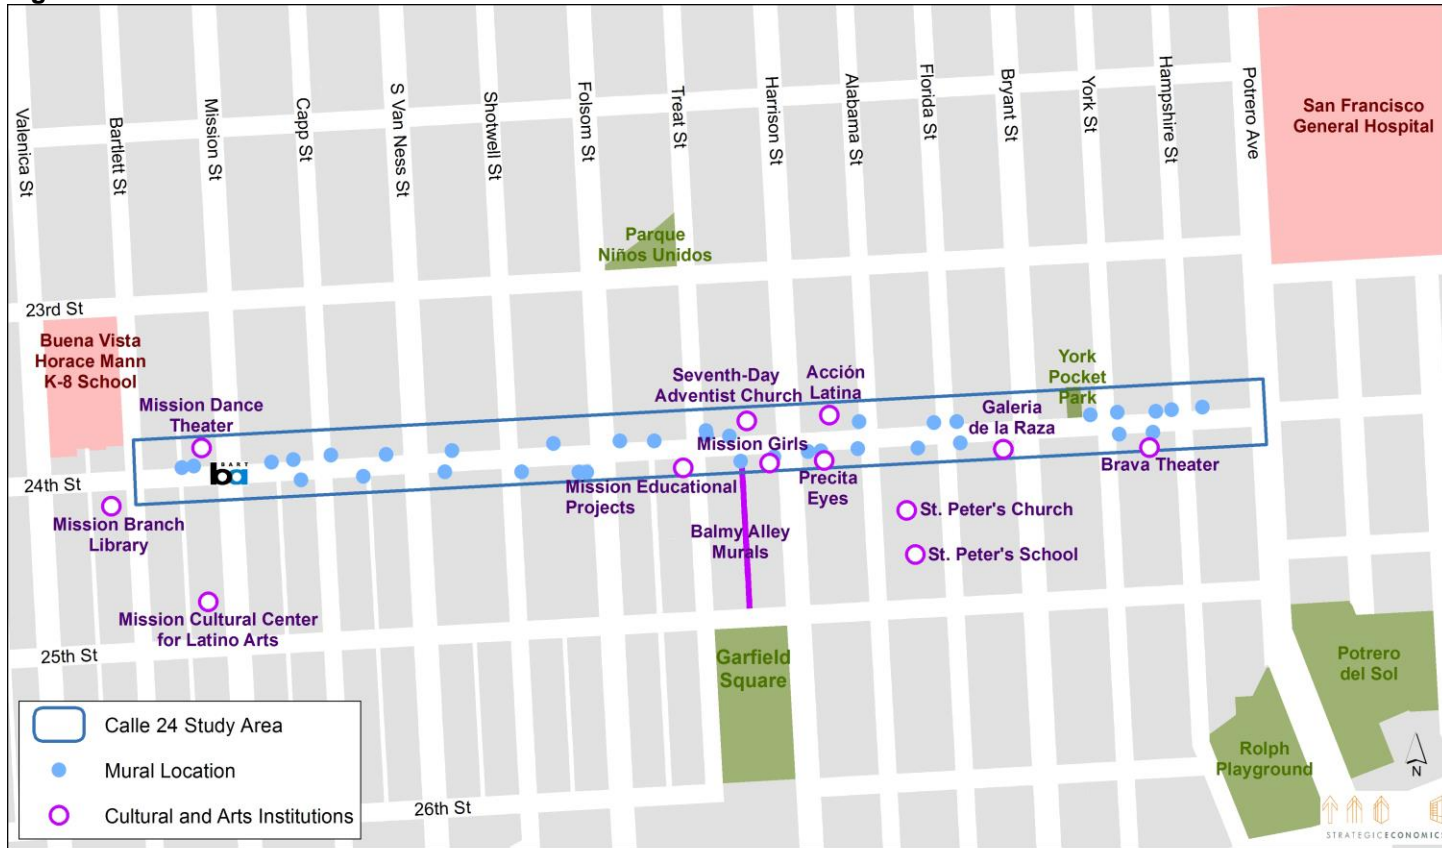 Valenica St
Bartlett St
Mission St
Capp St
S Van Ness St
Shotwell St
Folsom St
Treat St
Harrison St
Alabama St
Florida St
Bryant St
York St
Hampshire St
Potrero Ave
San Francisco
General Hospital
Parque
Niños Unidos
23rd St
Buena Vista
Horace Mann
K-8 School
Mission Dance
Theater
Seventh-Day
Adventist Church
Acción
Latina
York
Pocket
Park
Galeria
de la Raza
BART
ba
Mission Girls
Brava Theater
24th St
Mission Educational
Projects
Precita
Eyes
Mission Branch
Library
Balmy Alley
Murals
St. Peter's Church
St. Peter's School
Mission Cultural Center
for Latino Arts
25th St
Garfield
Square
Potrero
del Sol
Rolph
Playground
26th St
Calle 24 Study Area
Mural Location
Cultural and Arts Institutions
N
STRATEGICECONOMICS